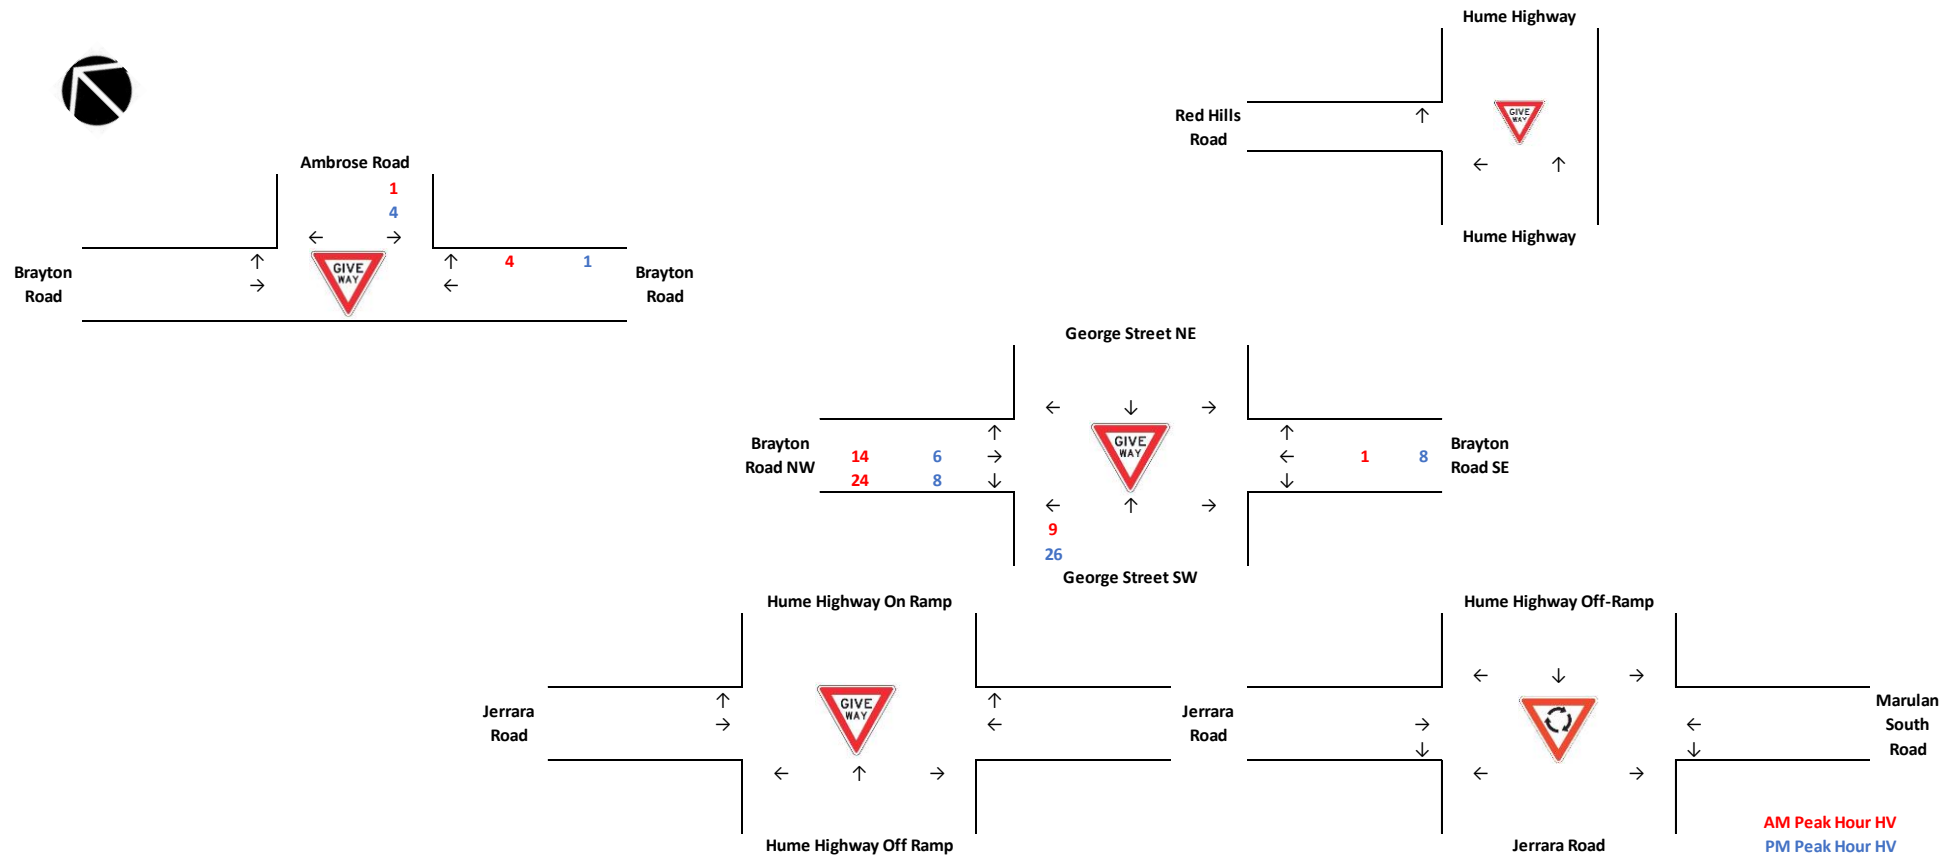 Hume Highway
GIVE
WAY
Red Hills
Road
Hume Highway
Ambrose Road
1
4
GIVE
WAY
4 1
Brayton
Road
Brayton
Road
George Street NE
GIVE
WAY
Brayton
Road NW
14 6
24 8
1 8
Brayton
Road SE
9
26
George Street SW
Hume Highway On Ramp
GIVE
WAY
Jerrara
Road
Jerrara
Road
Hume Highway Off Ramp
Hume Highway Off-Ramp
Marulan
South
Road
Jerrara Road
AM Peak Hour HV
PM Peak Hour HV